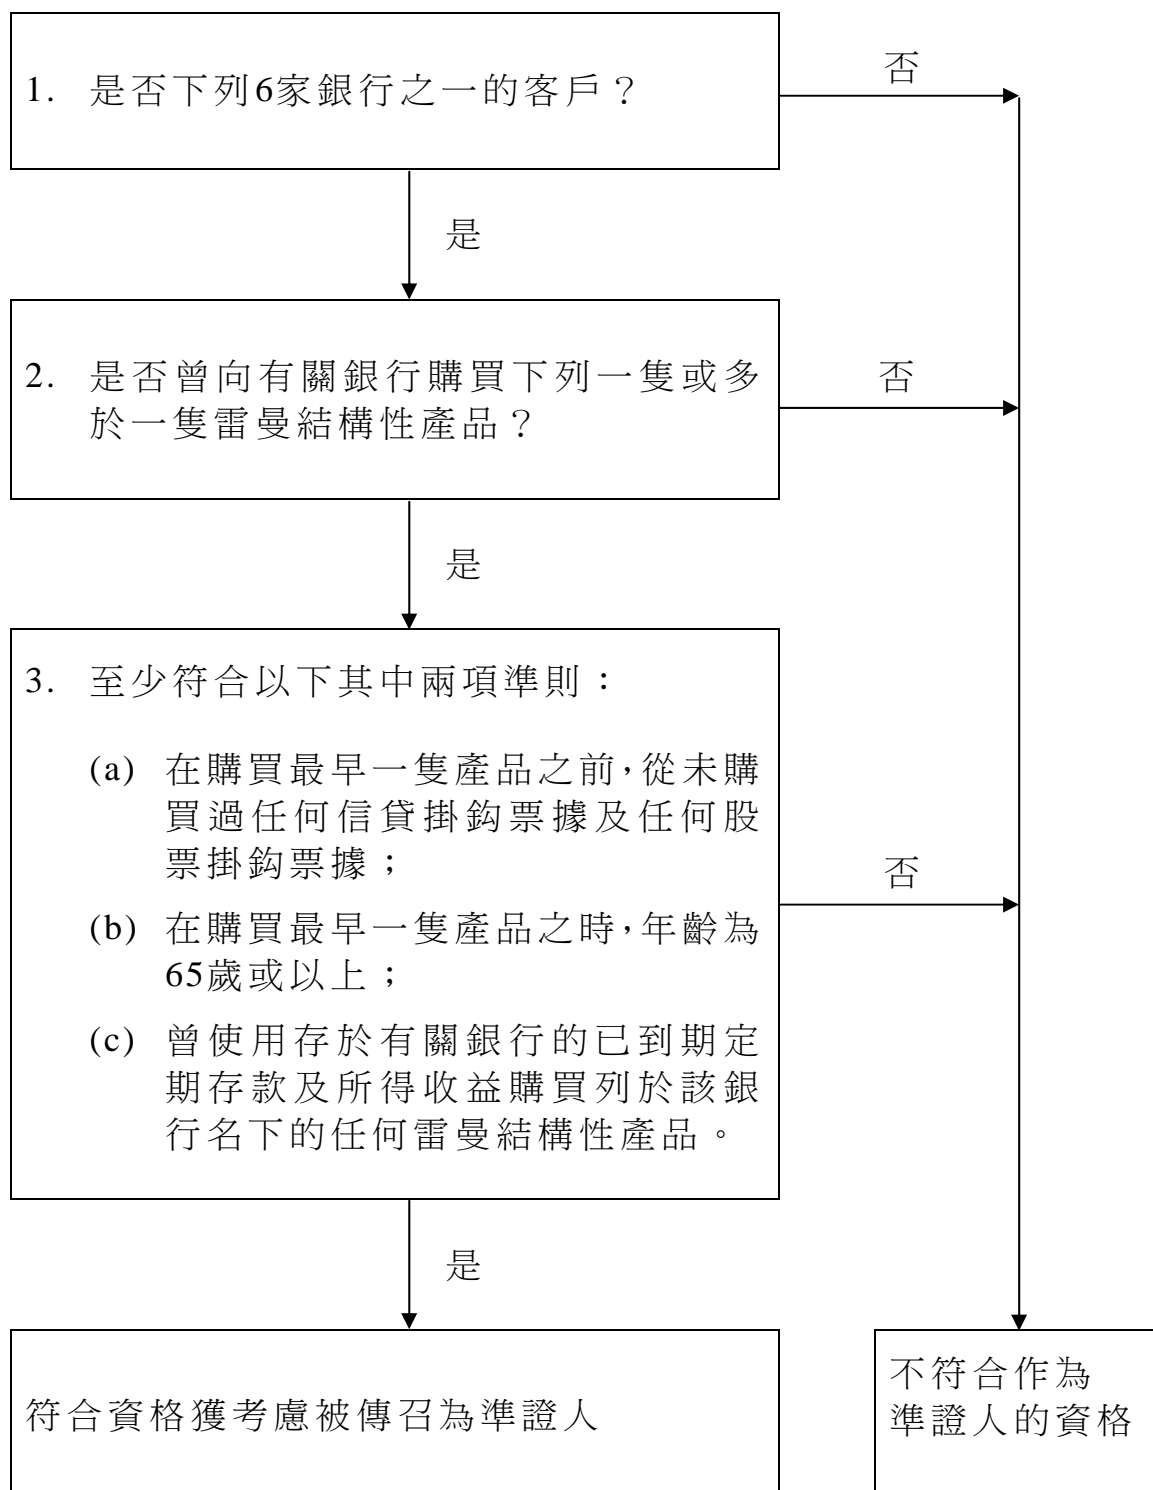 1. 是否下列6家銀行之一的客戶？
否
是
2. 是否曾向有關銀行購買下列一隻或多
於一隻雷曼結構性產品？
否
是
3. 至少符合以下其中兩項準則：
(a) 在購買最早一隻產品之前，從未購
買過任何信貸掛鈎票據及任何股
票掛鈎票據；
(b) 在購買最早一隻產品之時，年齡為
65歲或以上；
(c) 曾使用存於有關銀行的已到期定
期存款及所得收益購買列於該銀
行名下的任何雷曼結構性產品。
否
是
符合資格獲考慮被傳召為準證人
不符合作為
準證人的資格